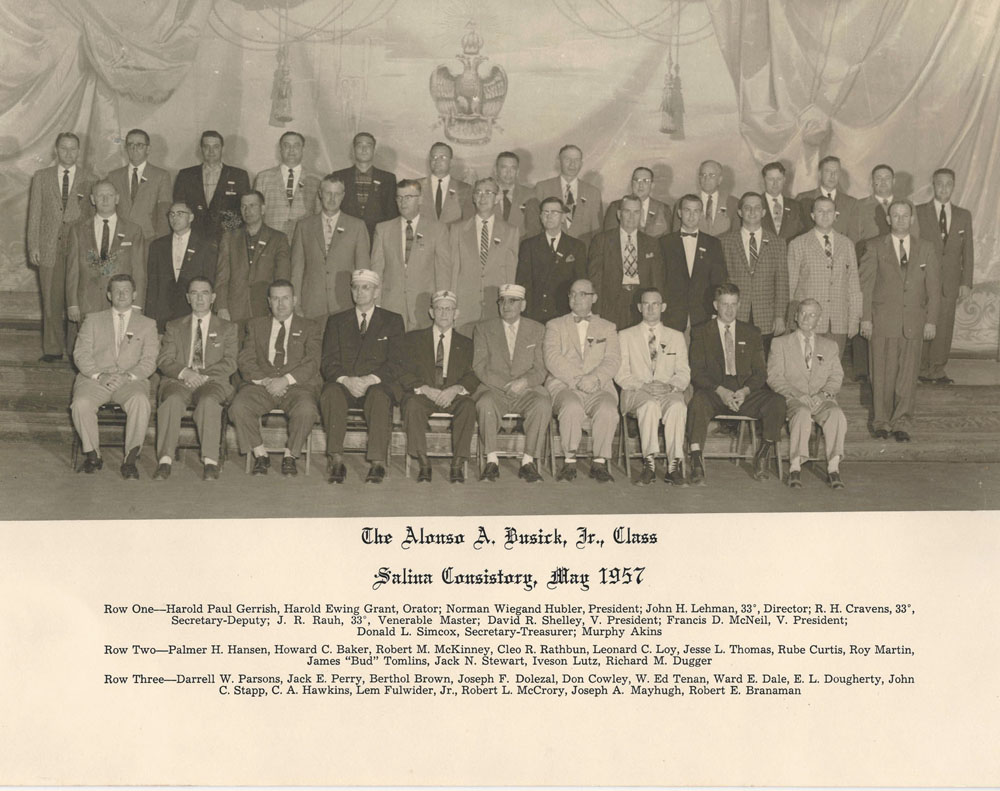 The Alonso A. Busick, Jr., Class
Salina Consistory, May 1957
Row One—Harold Paul Gerrish, Harold Ewing Grant, Orator; Norman Wiegand Hubler, President; John H. Lehman, 33°, Director; R. H. Cravens, 33°,
Secretary-Deputy; J. R. Rauh, 33°, Venerable Master; David R. Shelley, V. President; Francis D. McNeil, V. President;
Donald L. Simcox, Secretary-Treasurer; Murphy Akins
Row Two—Palmer H. Hansen, Howard C. Baker, Robert M. McKinney, Cleo R. Rathbun, Leonard C. Loy, Jesse L. Thomas, Rube Curtis, Roy Martin,
James “Bud” Tomlins, Jack N. Stewart, Iveson Lutz, Richard M. Dugger
Row Three—Darrell W. Parsons, Jack E. Perry, Berthol Brown, Joseph F. Dolezal, Don Cowley, W. Ed Tenan, Ward E. Dale, E. L. Dougherty, John
C. Stapp, C. A. Hawkins, Lem Fulwider, Jr., Robert L. McCrory, Joseph A. Mayhugh, Robert E. Branaman